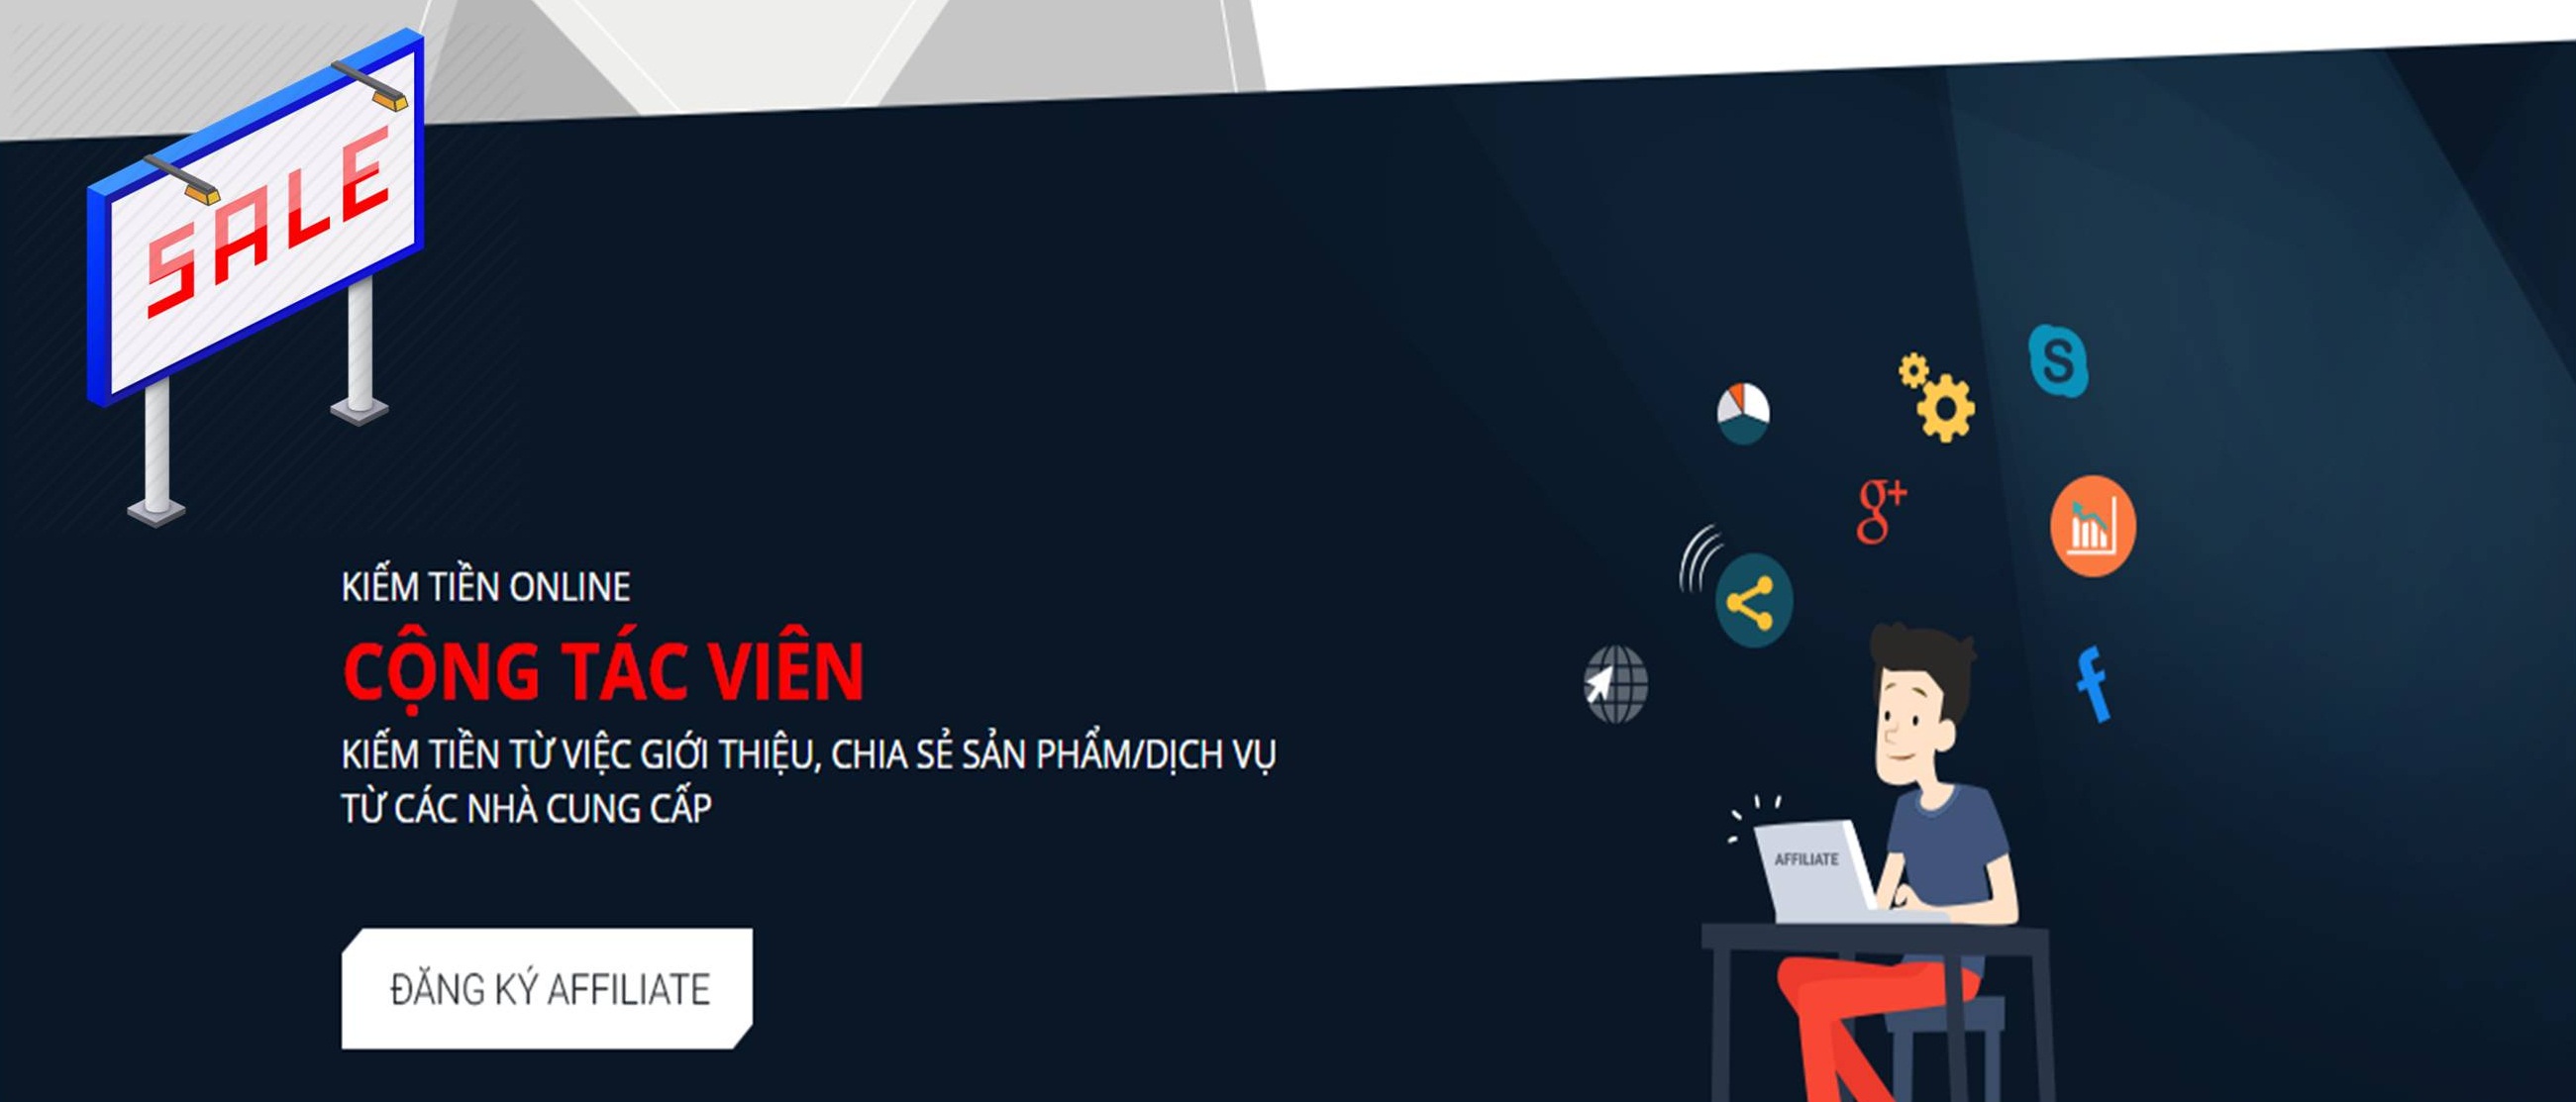 SALE
KIẾM TIỀN ONLINE
CỘNG TÁC VIÊN
KIẾM TIỀN TỪ VIỆC GIỚI THIỆU, CHIA SẺ SẢN PHẨM/DỊCH VỤ
TỪ CÁC NHÀ CUNG CẤP
ĐĂNG KÝ AFFILIATE
S
g+
f
AFFILIATE